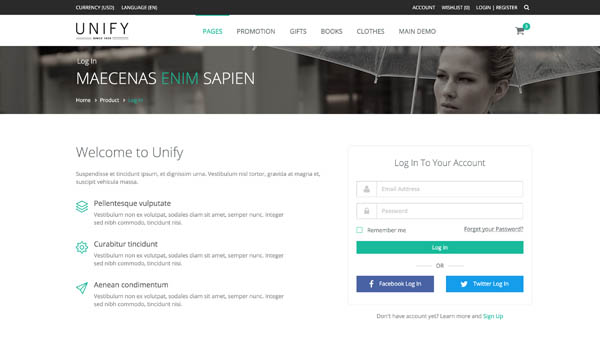 CURRENCY (USD) LANGUAGE (EN) ACCOUNT WISHLIST (0) LOGIN | REGISTER
UNIFY
PAGES PROMOTION GIFTS BOOKS CLOTHES MAIN DEMO
Log In
MAECENAS ENIM SAPIEN
Home > Product > Log In
Welcome to Unify
Suspendisse et tincidunt ipsum, et dignissim urna. Vestibulum nisl tortor, gravida at magna et,
suscipit vehicula massa.
Pellentesque vulputate
Vestibulum non ex volutpat, sodales diam sit amet, semper nunc. Integer
sed nibh commodo, tincidunt nisi.
Curabitur tincidunt
Vestibulum non ex volutpat, sodales diam sit amet, semper nunc. Integer
sed nibh commodo, tincidunt nisi.
Aenean condimentum
Vestibulum non ex volutpat, sodales diam sit amet, semper nunc. Integer
sed nibh commodo, tincidunt nisi.
Log In To Your Account
Email Address
Password
Remember me Forget your Password?
Log in
OR
Facebook Log In Twitter Log In
Don't have account yet? Learn more and Sign Up